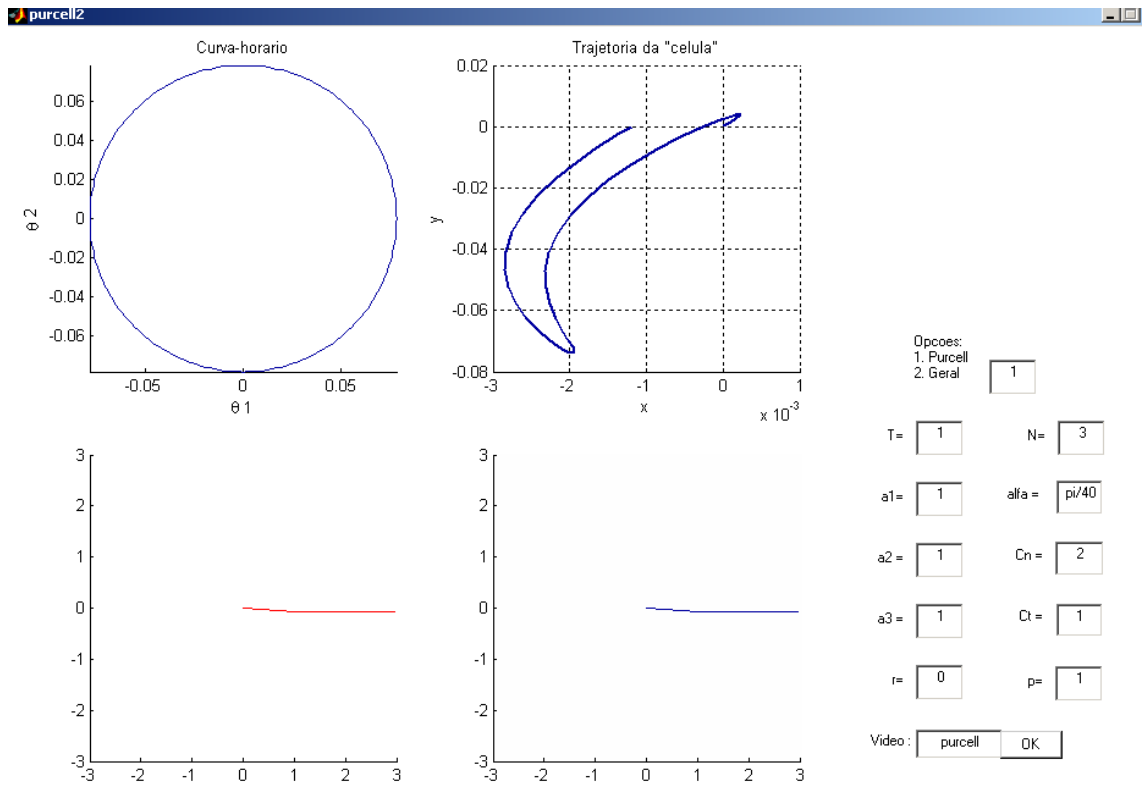 purcell2
Curva-horario
0.06
0.04
0.02
0
-0.02
-0.04
-0.06
θ 2
-0.05
0
0.05
θ 1
Trajetoria da "celula"
0.02
0
-0.02
-0.04
-0.06
-0.08
y
-3
-2
-1
0
1
x
x 10^-3
3
2
1
0
-1
-2
-3
-3
-2
-1
0
1
2
3
3
2
1
0
-1
-2
-3
-3
-2
-1
0
1
2
3
Opcoes:
1. Purcell
2. Geral
1
T= 1 N= 3
a1= 1 alfa = pi/40
a2= 1 Cn = 2
a3 = 1 Ct = 1
r= 0 p= 1
Video : purcell OK